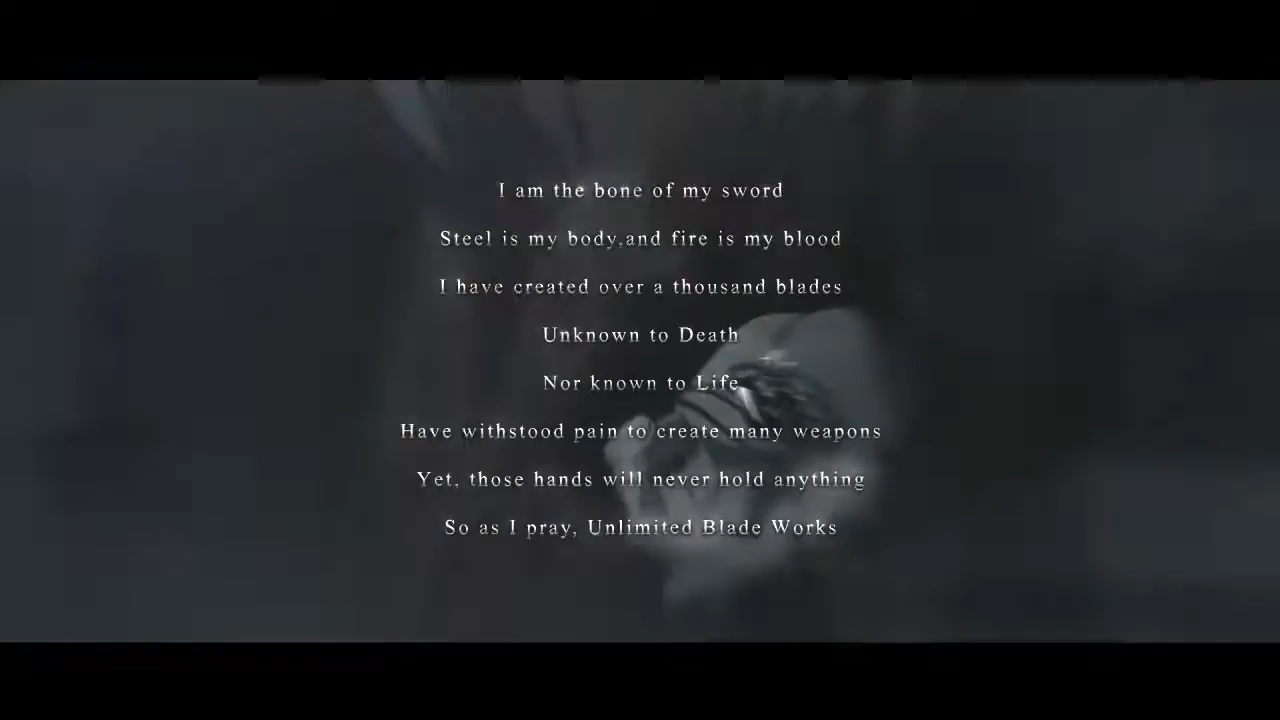 I am the bone of my sword
Steel is my body,and fire is my blood
I have created over a thousand blades
Unknown to Death
Nor known to Life
Have withstood pain to create many weapons
Yet, those hands will never hold anything
So as I pray, Unlimited Blade Works